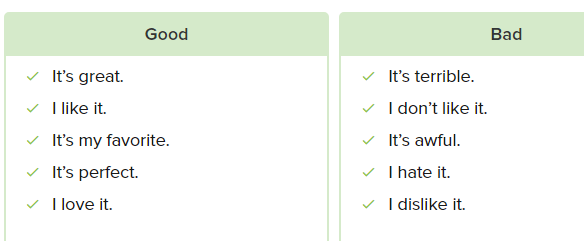 Good
It’s great.
I like it.
It’s my favorite.
It’s perfect.
I love it.
Bad
It’s terrible.
I don’t like it.
It’s awful.
I hate it.
I dislike it.